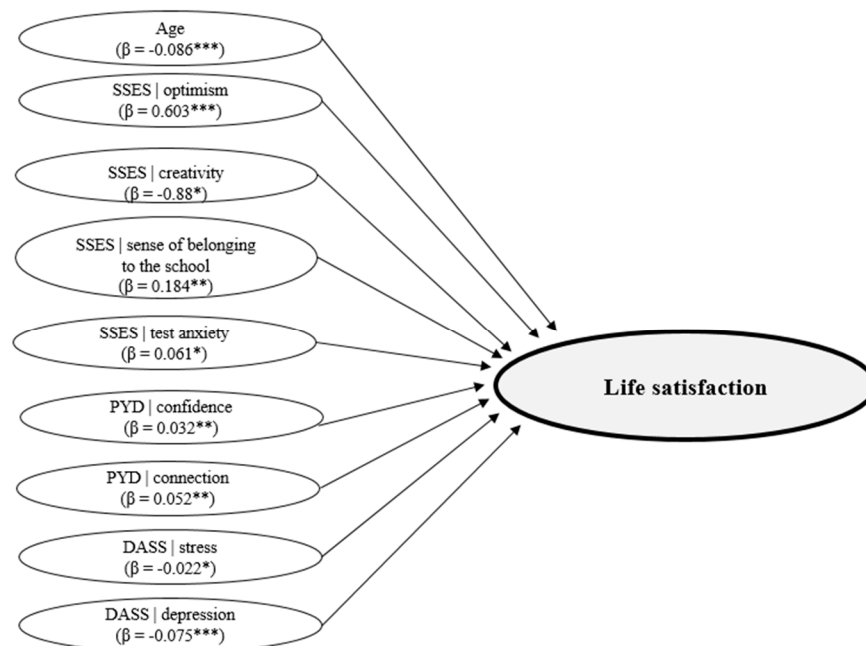 Age
(β = -0.086***)
SSES | optimism
(β = 0.603***)
SSES | creativity
(β = -0.88*)
SSES | sense of belonging
to the school
(β = 0.184**)
SSES | test anxiety
(β = 0.061*)
PYD | confidence
(β = 0.032**)
PYD | connection
(β = 0.052**)
DASS | stress
(β = -0.022*)
DASS | depression
(β = -0.075***)
Life satisfaction